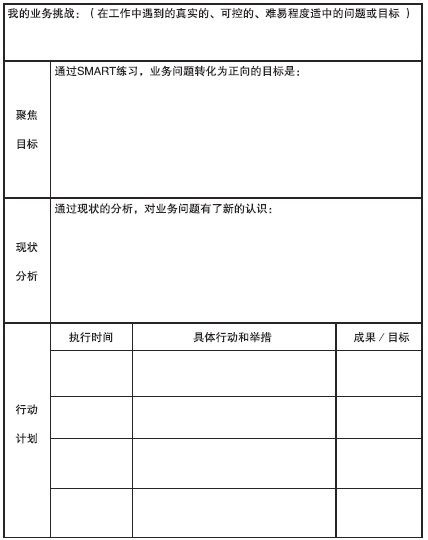 我的业务挑战：（在工作中遇到的真实的、可控的、难易程度适中的问题或目标 ）
聚焦
目标
通过SMART练习，业务问题转化为正向的目标是：
现状
分析
通过现状的分析，对业务问题有了新的认识：
行动
计划
执行时间
具体行动和举措
成果／目标